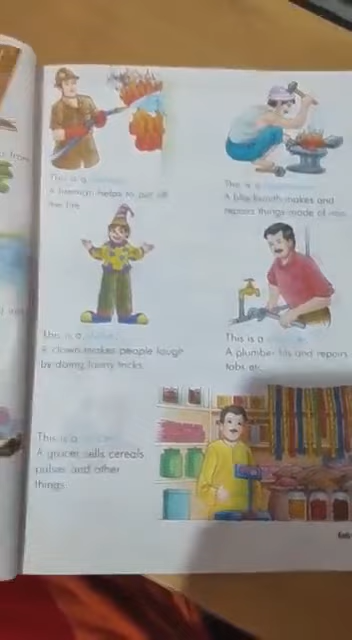 This is a
A fireman helps to put off
the fire.
This is a
A blacksmith makes and
repairs things made of iron.
This is a
A clown makes people laugh
by doing funny tricks.
This is a
A plumber fits and repairs
tabs etc.
This is a
A grocer sells cereals
pulses and other
things.